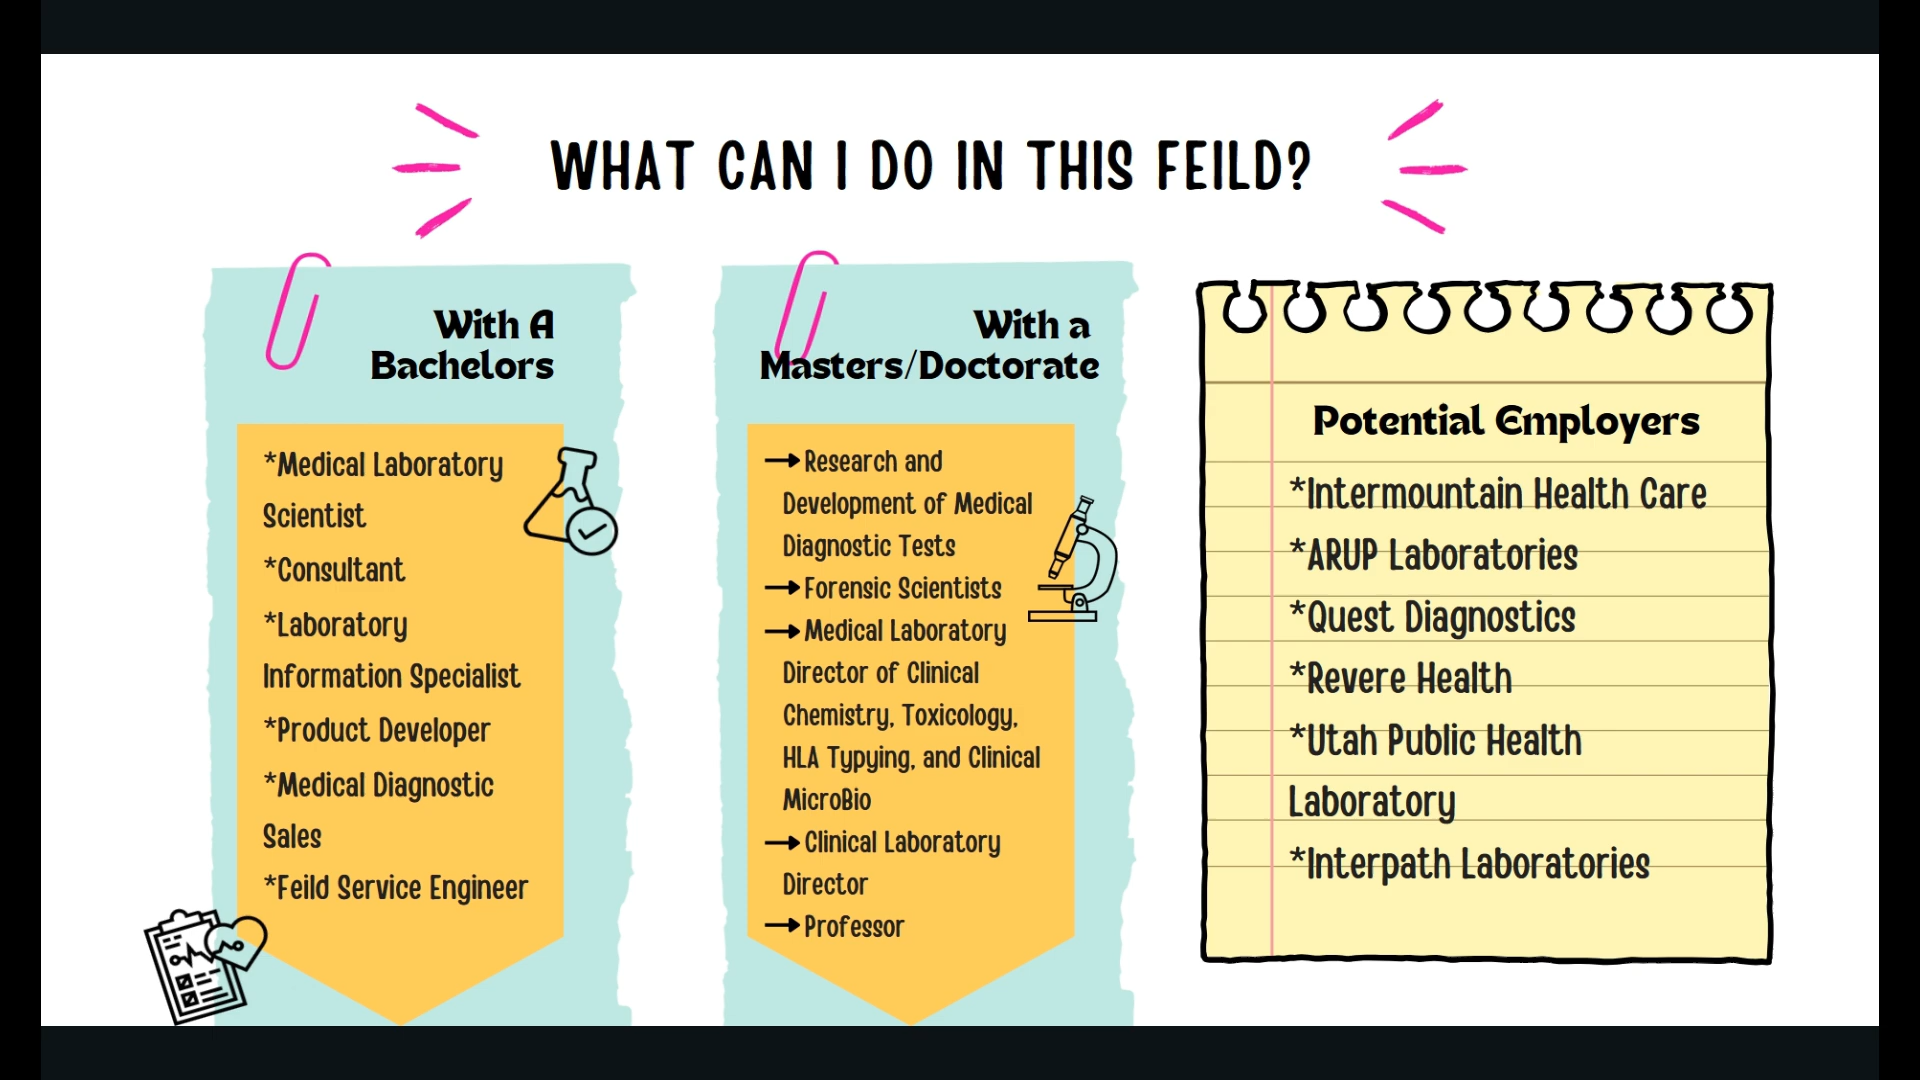 WHAT CAN I DO IN THIS FEILD?
With A
Bachelors
*Medical Laboratory
Scientist
*Consultant
*Laboratory
Information Specialist
*Product Developer
*Medical Diagnostic
Sales
*Feild Service Engineer
With a
Masters/Doctorate
→Research and
Development of Medical
Diagnostic Tests
→Forensic Scientists
→Medical Laboratory
Director of Clinical
Chemistry, Toxicology,
HLA Typying, and Clinical
MicroBio
→Clinical Laboratory
Director
→Professor
Potential Employers
*Intermountain Health Care
*ARUP Laboratories
*Quest Diagnostics
*Revere Health
*Utah Public Health
Laboratory
*Interpath Laboratories